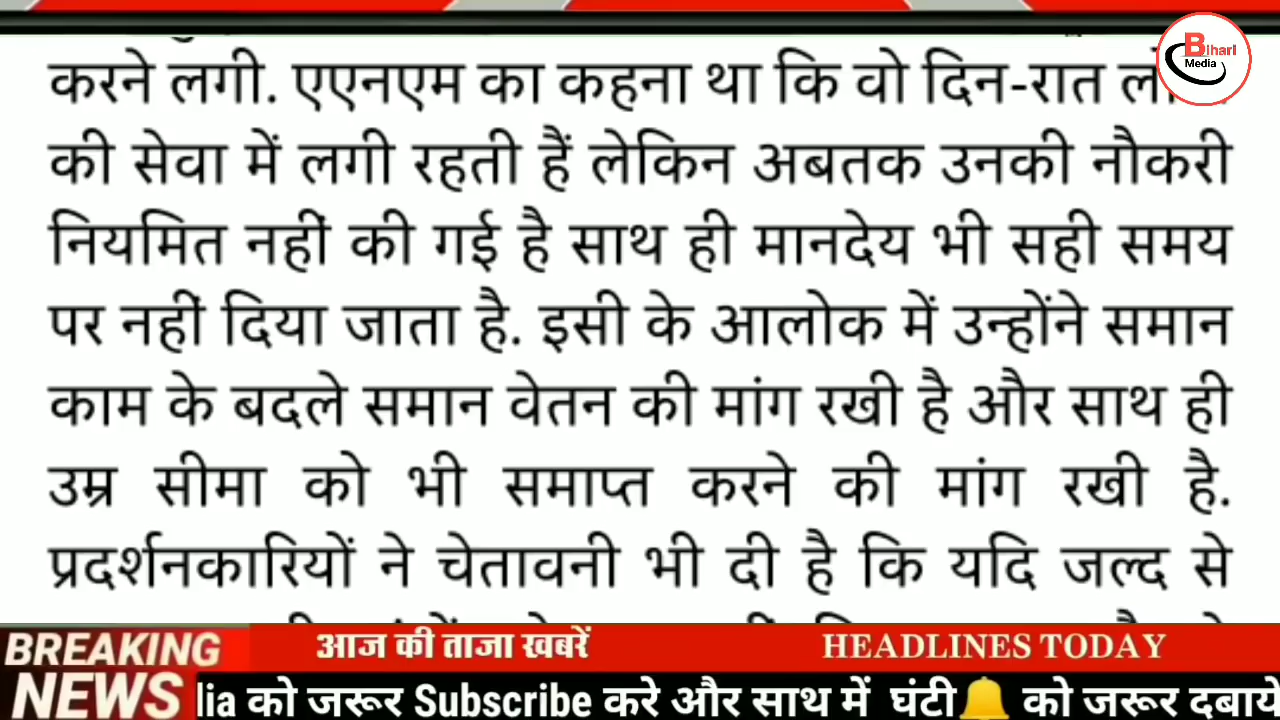 Bihari
Media
करने लगी. एएनएम का कहना था कि वो दिन-रात
की सेवा में लगी रहती हैं लेकिन अबतक उनकी नौकरी
नियमित नहीं की गई है साथ ही मानदेय भी सही समय
पर नहीं दिया जाता है. इसी के आलोक में उन्होंने समान
काम के बदले समान वेतन की मांग रखी है और साथ ही
उम्र सीमा को भी समाप्त करने की मांग रखी है.
प्रदर्शनकारियों ने चेतावनी भी दी है कि यदि जल्द से
BREAKING
NEWS
आज की ताजा खबरें
HEADLINES TODAY
को जरूर Subscribe करे और साथ में घंटी🔔 को जरूर दबाये